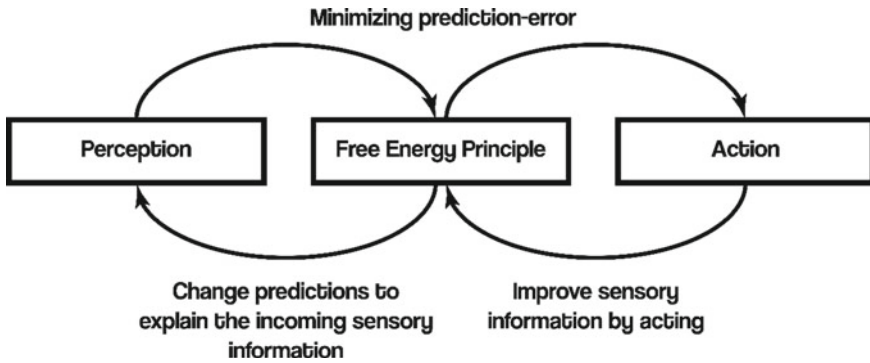 Minimizing prediction-error
Perception
Free Energy Principle
Action
Change predictions to
explain the incoming sensory
information
Improve sensory
information by acting